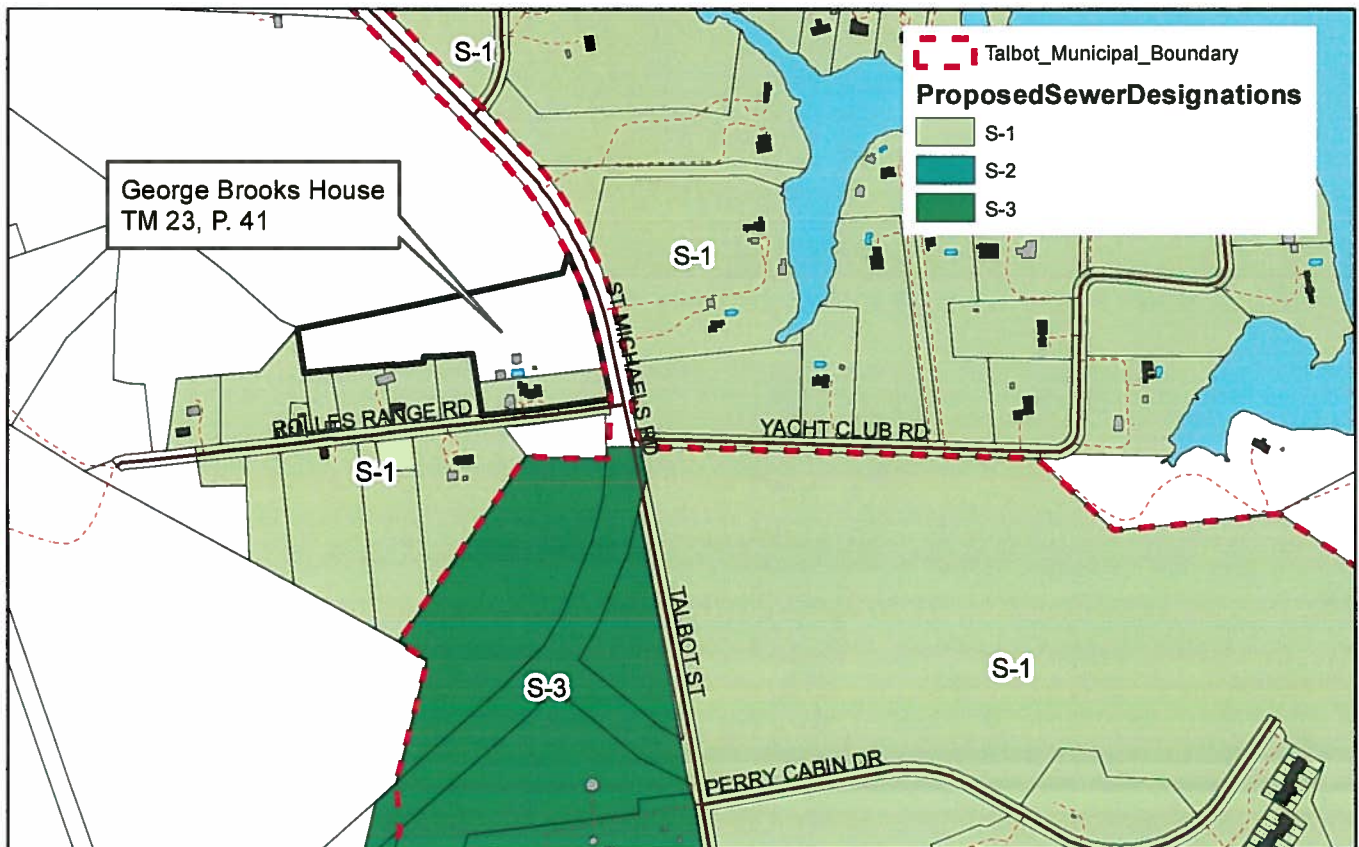 S-1
Talbot_Municipal_Boundary
ProposedSewerDesignations
S-1
S-2
S-3
George Brooks House
TM 23, P. 41
S-1
ST MICHAELS RD
ROLLES RANGE RD
YACHT CLUB RD
S-1
TALBOT ST
S-1
S-3
PERRY CABIN DR